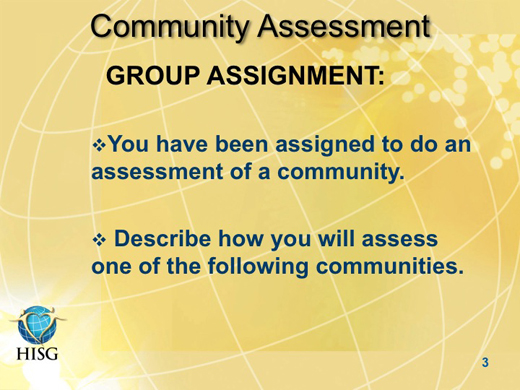 Community Assessment
GROUP ASSIGNMENT:
❖You have been assigned to do an
assessment of a community.
❖ Describe how you will assess
one of the following communities.
HISG
3